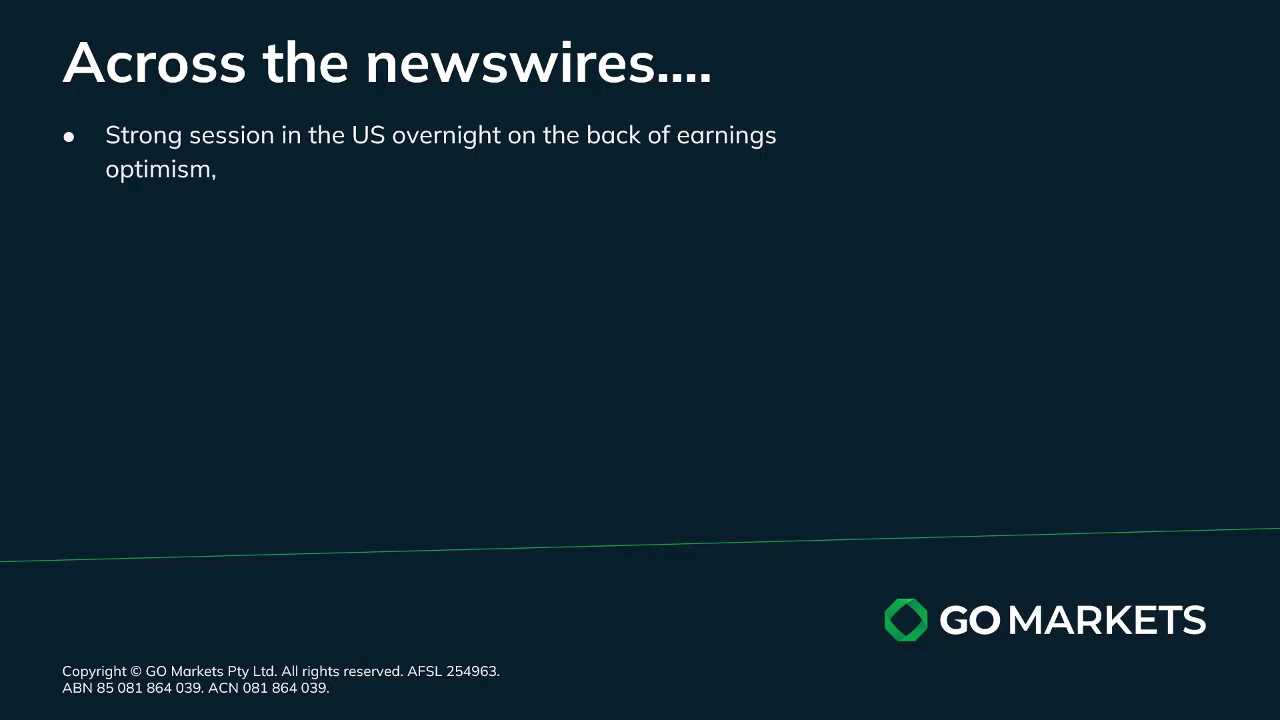 Across the newswires....
● Strong session in the US overnight on the back of earnings
optimism,
GO MARKETS
Copyright © GO Markets Pty Ltd. All rights reserved. AFSL 254963.
ABN 85 081 864 039. ACN 081 864 039.